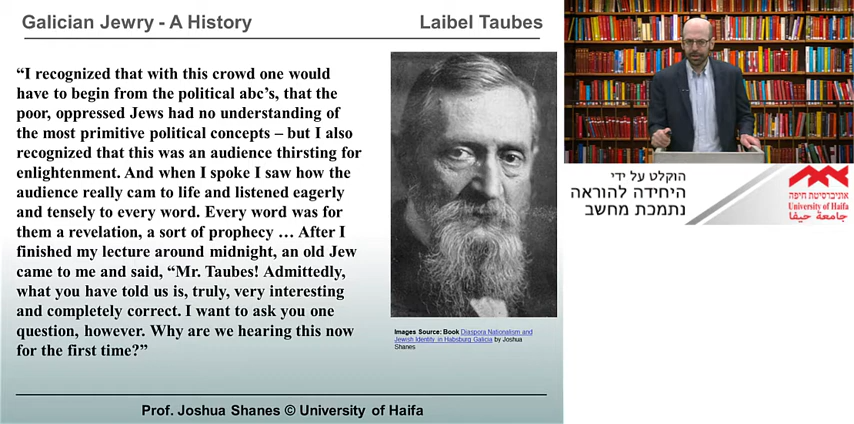 Galician Jewry - A History
Laibel Taubes
“I recognized that with this crowd one would
have to begin from the political abc’s, that the
poor, oppressed Jews had no understanding of
the most primitive political concepts – but I also
recognized that this was an audience thirsting for
enlightenment. And when I spoke I saw how the
audience really cam to life and listened eagerly
and tensely to every word. Every word was for
them a revelation, a sort of prophecy … After I
finished my lecture around midnight, an old Jew
came to me and said, “Mr. Taubes! Admittedly,
what you have told us is, truly, very interesting
and completely correct. I want to ask you one
question, however. Why are we hearing this now
for the first time?”
Images Source: Book Diaspora Nationalism and
Jewish Identity in Habsburg Galicia by Joshua
Shanes
Prof. Joshua Shanes © University of Haifa
הוקלט על ידי
היחידה להוראה
נתמכת מחשב
אוניברסיטת חיפה
University of Haifa
جامعة حيفا